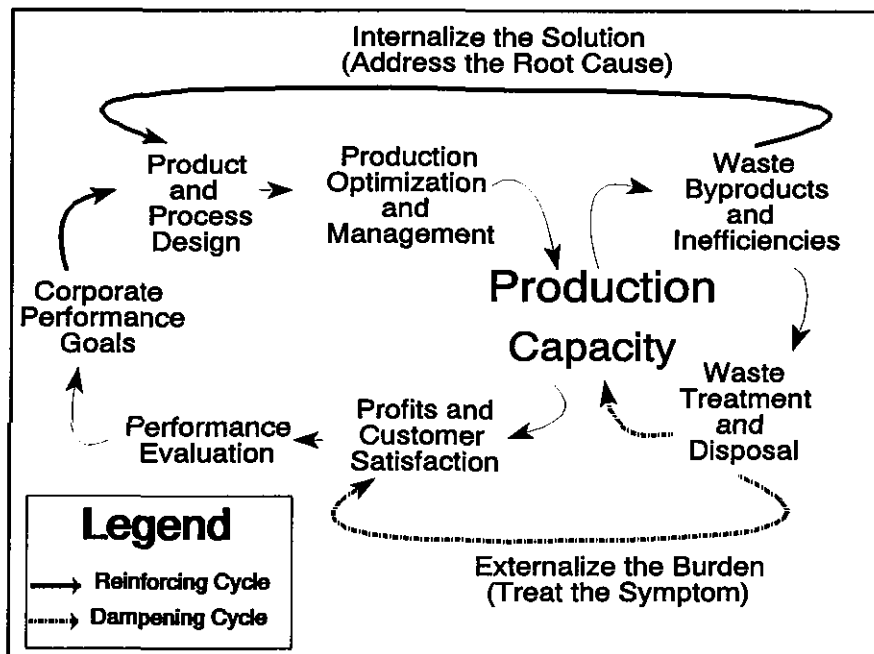 Internalize the Solution
(Address the Root Cause)
Product
and
Process
Design
Production
Optimization
and
Management
Waste
Byproducts
and
Inefficiencies
Production
Capacity
Corporate
Performance
Goals
Waste
Treatment
and
Disposal
Profits and
Customer
Satisfaction
Performance
Evaluation
Externalize the Burden
(Treat the Symptom)
Legend
Reinforcing Cycle
Dampening Cycle